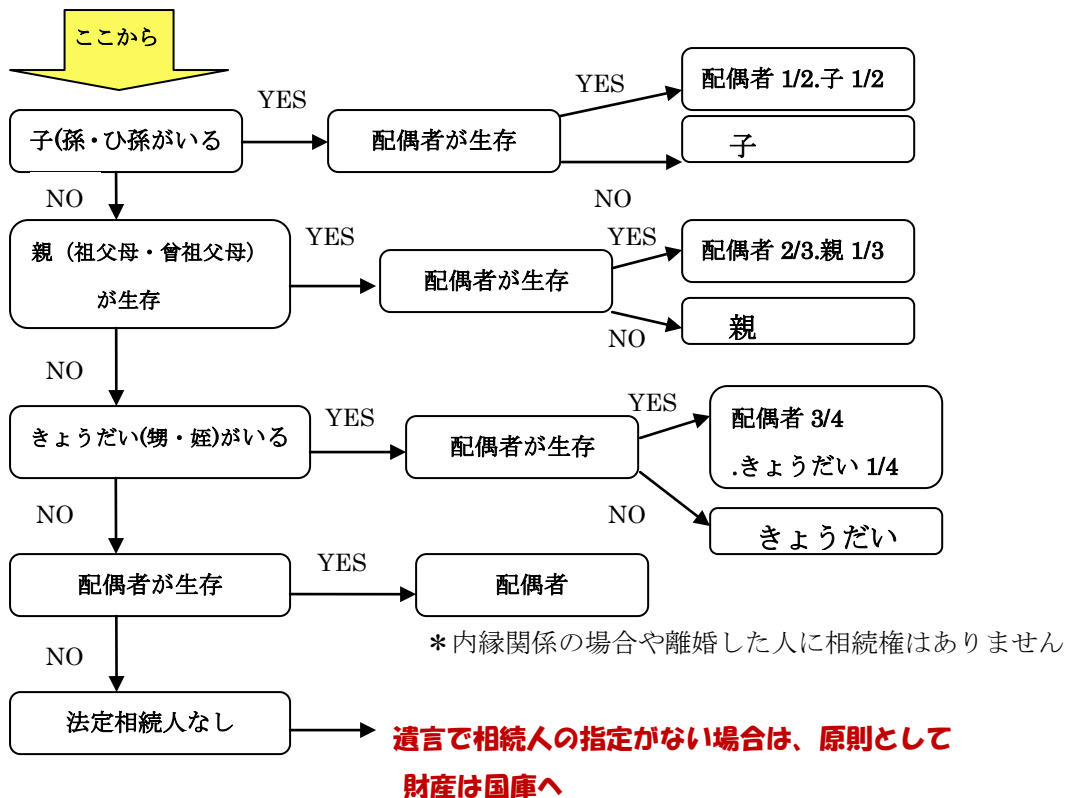 ここから
YES
YES
配偶者 1/2.子 1/2
子(孫・ひ孫がいる
配偶者が生存
子
NO
NO
親（祖父母・曾祖父母）
が生存
YES
配偶者が生存
YES
配偶者 2/3.親 1/3
NO
親
NO
きょうだい(甥・姪)がいる
YES
配偶者が生存
YES
配偶者 3/4
.きょうだい 1/4
NO
きょうだい
NO
配偶者が生存
YES
配偶者
＊内縁関係の場合や離婚した人に相続権はありません
NO
法定相続人なし
遺言で相続人の指定がない場合は、原則として
財産は国庫へ